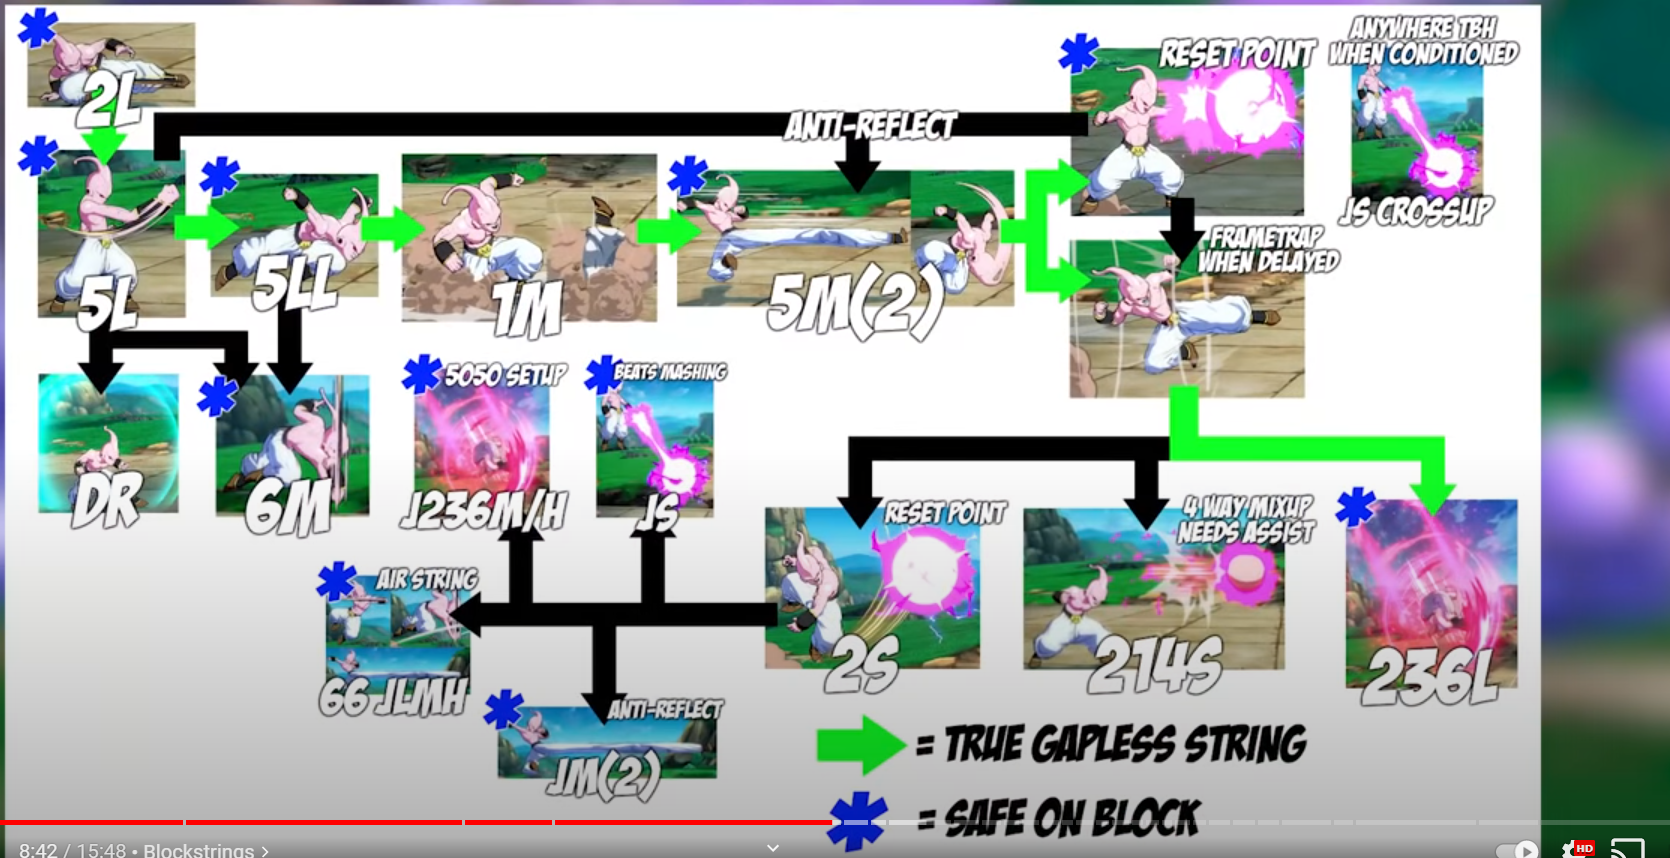 2L
ANYWHERE TBH
WHEN CONDITIONED
RESET POINT
ANTI-REFLECT
JS CROSSUP
FRAMETRAP
WHEN DELAYED
5L
5LL
1M
5M(2)
5050 SETUP
BEATS MASHING
DR
6M
J236M/H
JS
RESET POINT
4 WAY MIXUP
NEEDS ASSIST
AIR STRING
66 JLMH
2S
214S
236L
ANTI-REFLECT
JM(2)
= TRUE GAPLESS STRING
= SAFE ON BLOCK
8:42 / 15:48 • Blockstrings >
HD